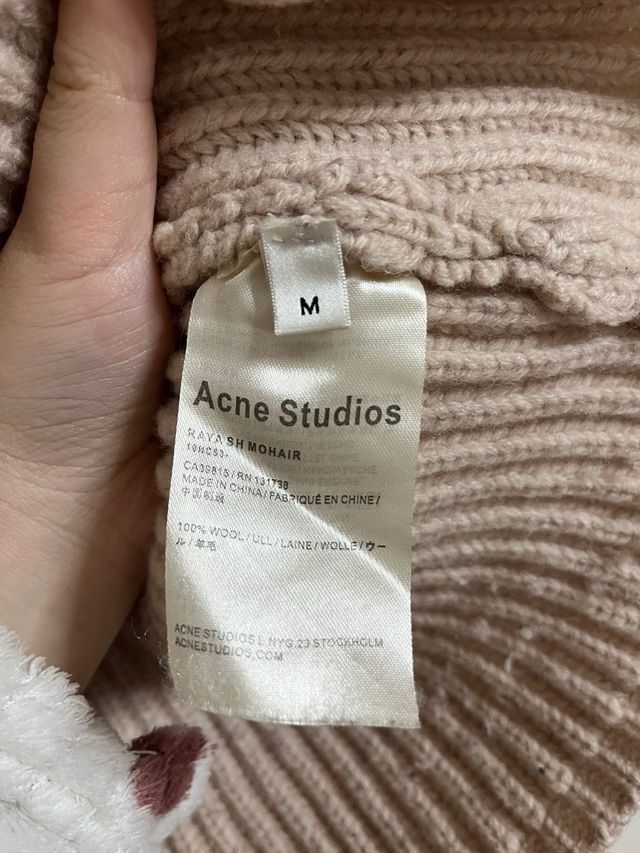 M
Acne Studios
RAYA SH MOHAIR
CA39815 / RN 131738
MADE IN CHINA / FABRIQUÉ EN CHINE /
中国制造
100% WOOL / ULL / LAINE / WOLLE / ウー
ル / 羊毛
ACNE STUDIOS L.NYG.23 STOCKHOLM
ACNESTUDIOS.COM